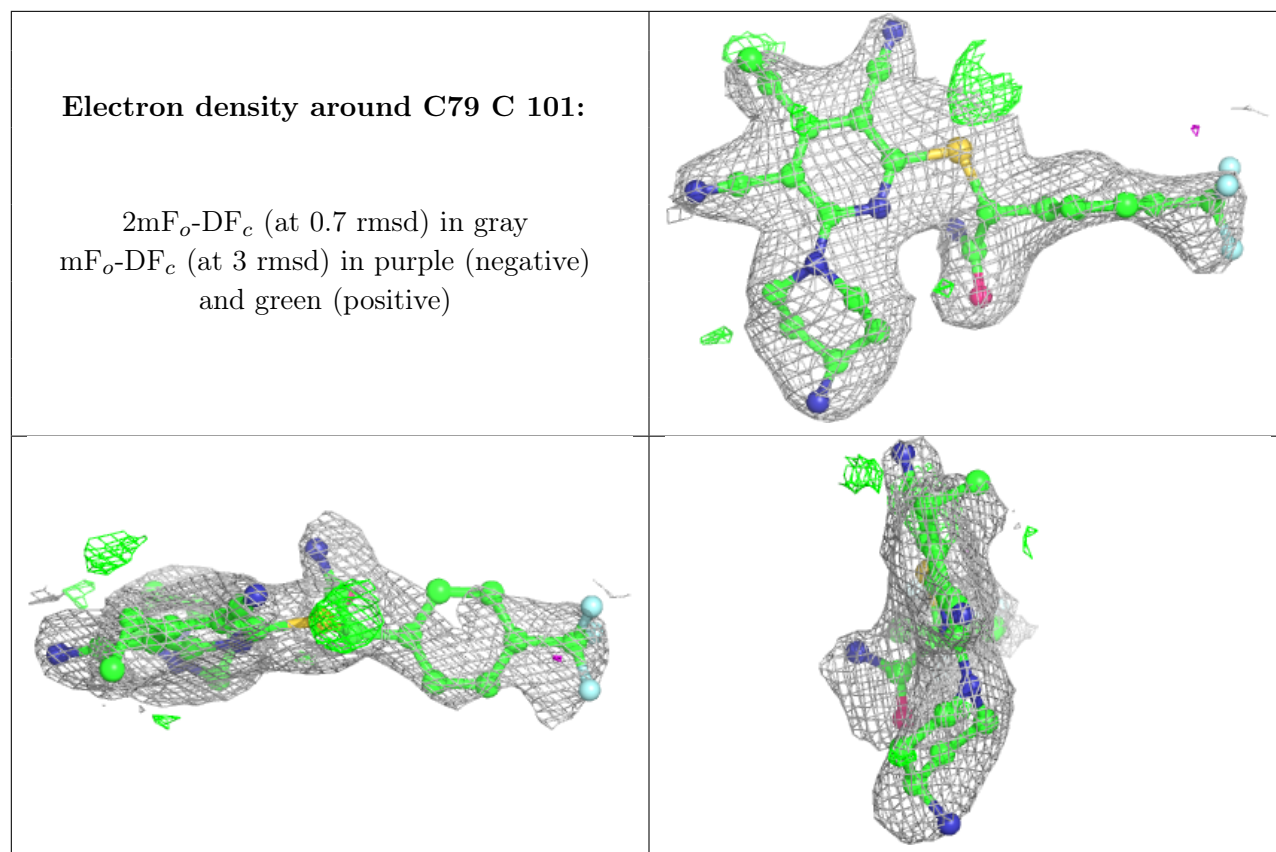 Electron density around C79 C 101:
2mFo-DFc (at 0.7 rmsd) in gray
mFo-DFc (at 3 rmsd) in purple (negative)
and green (positive)